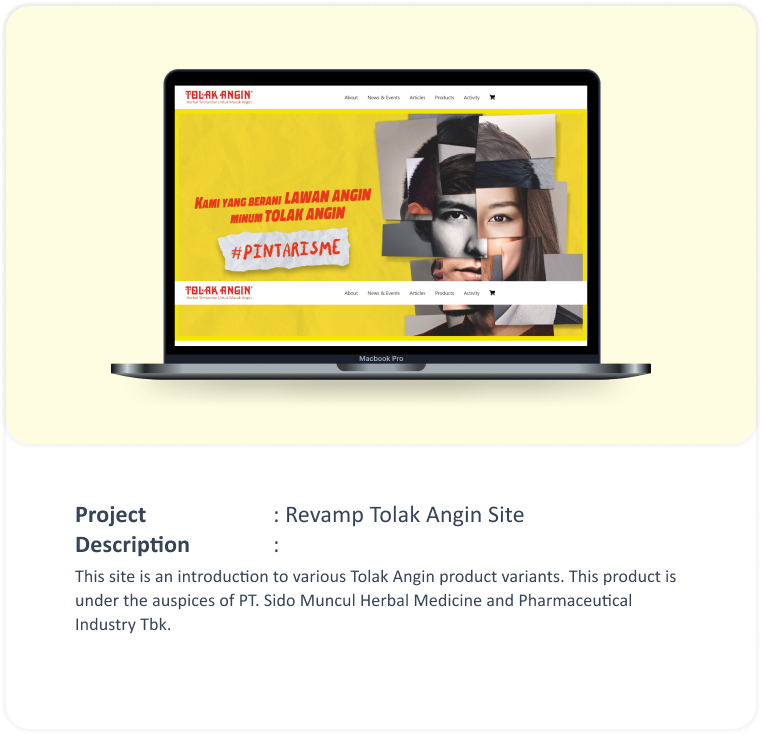 TOLAK ANGIN
Herbal Terstandar Untuk Masuk Angin
About News & Events Articles Products Activity
KAMI YANG BERANI LAWAN ANGIN
MINUM TOLAK ANGIN
#PINTARISME
TOLAK ANGIN
Herbal Terstandar Untuk Masuk Angin
About News & Events Articles Products Activity
Macbook Pro
Project : Revamp Tolak Angin Site
Description :
This site is an introduction to various Tolak Angin product variants. This product is
under the auspices of PT. Sido Muncul Herbal Medicine and Pharmaceutical
Industry Tbk.